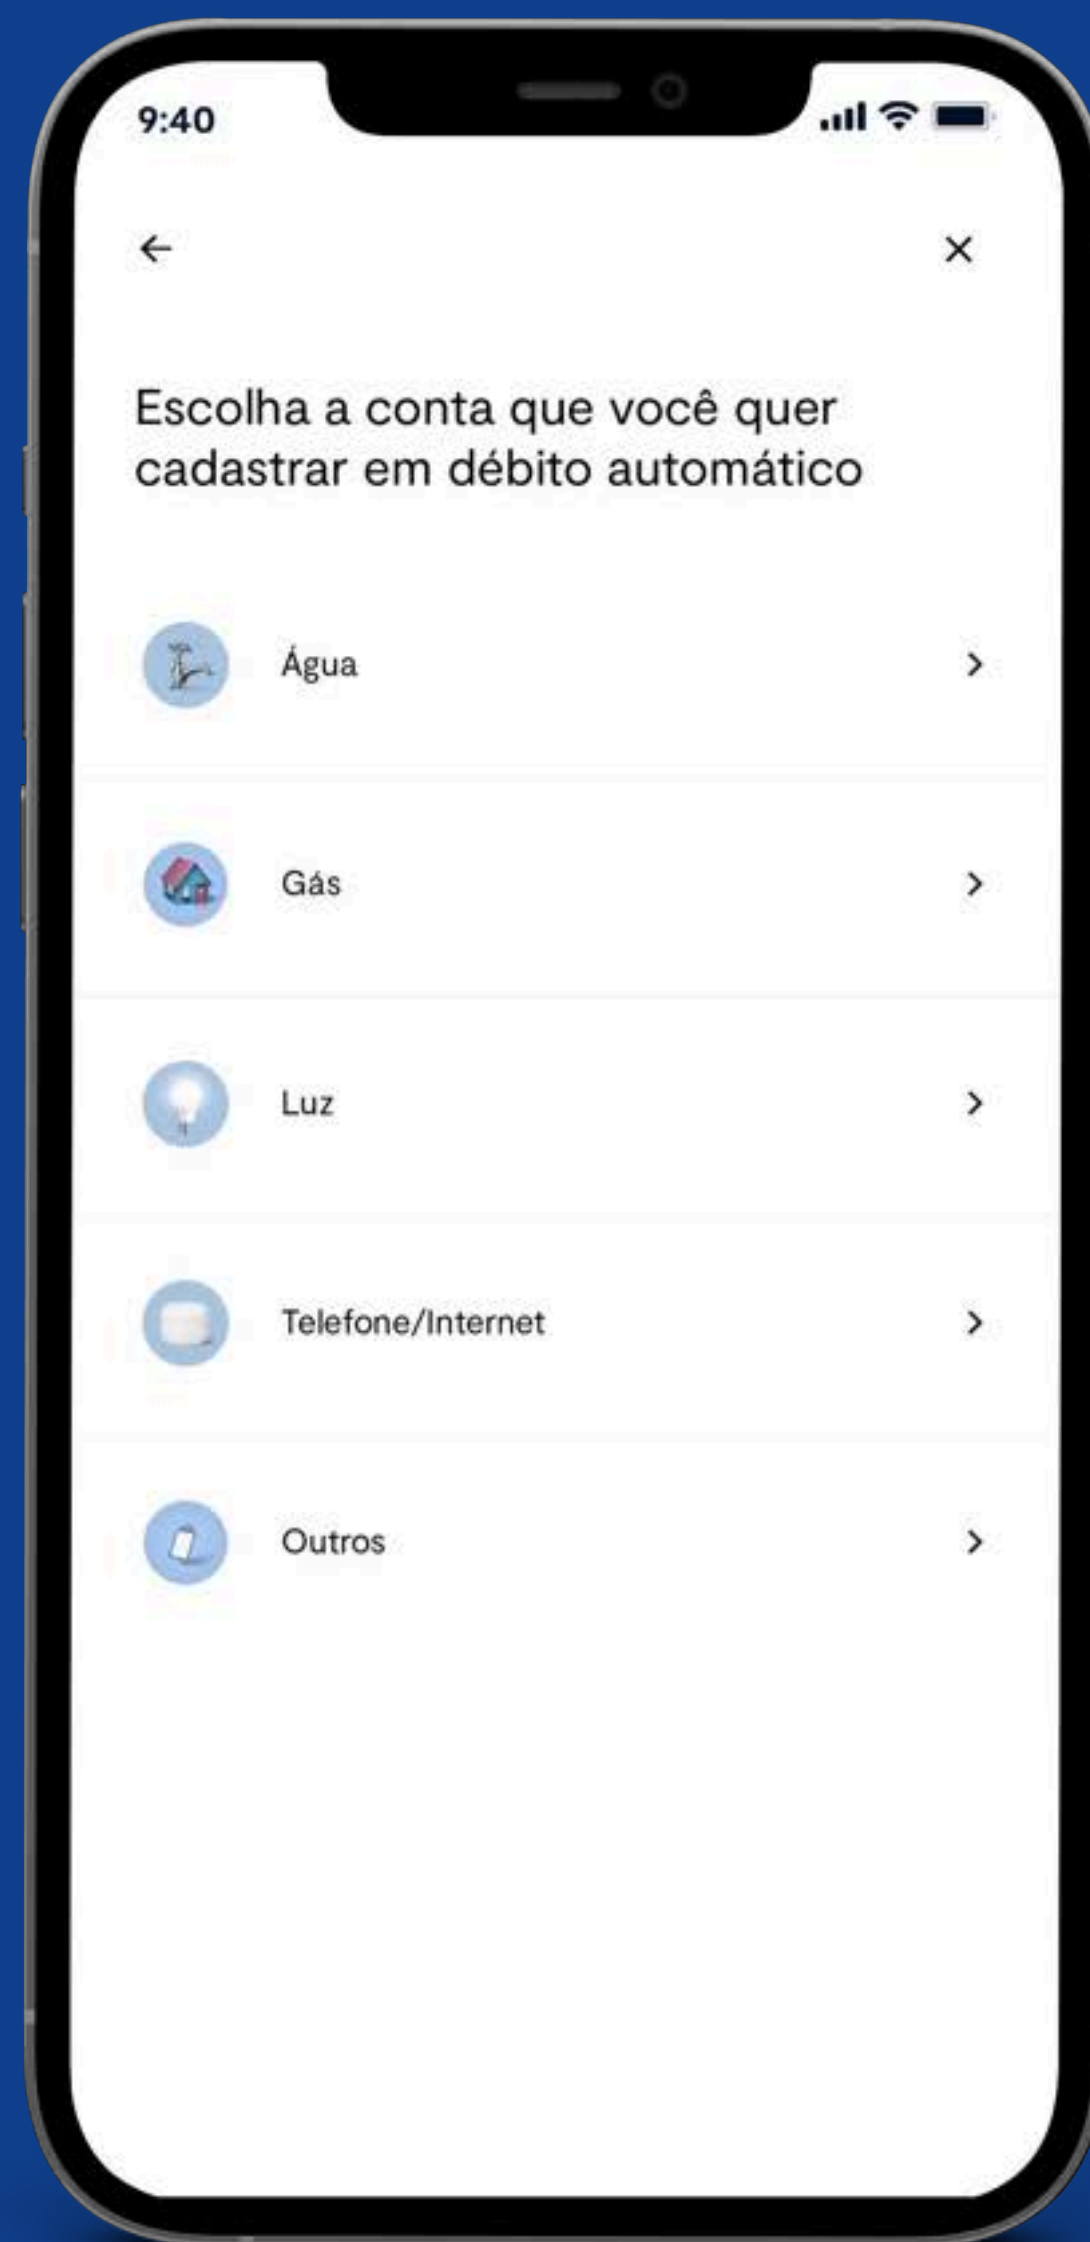 9:40
Escolha a conta que você quer
cadastrar em débito automático
Água
Gás
Luz
Telefone/Internet
Outros